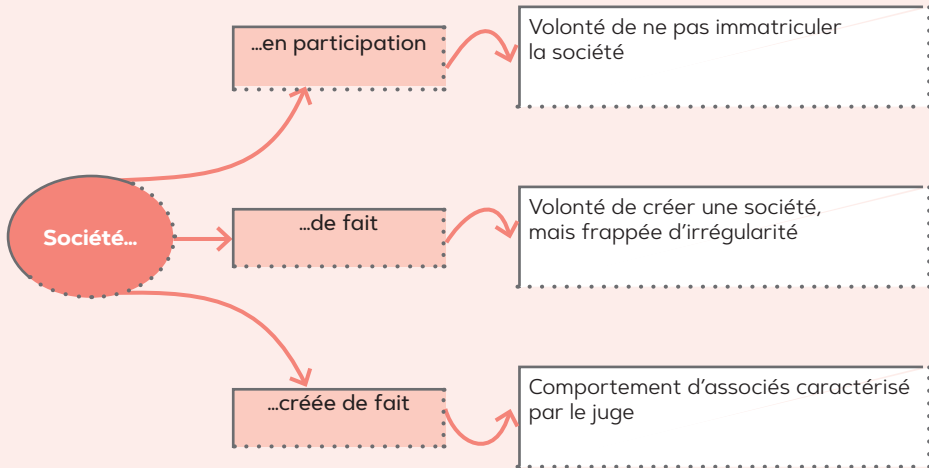 Société...
...en participation
Volonté de ne pas immatriculer
la société
...de fait
Volonté de créer une société,
mais frappée d’irrégularité
...créée de fait
Comportement d’associés caractérisé
par le juge